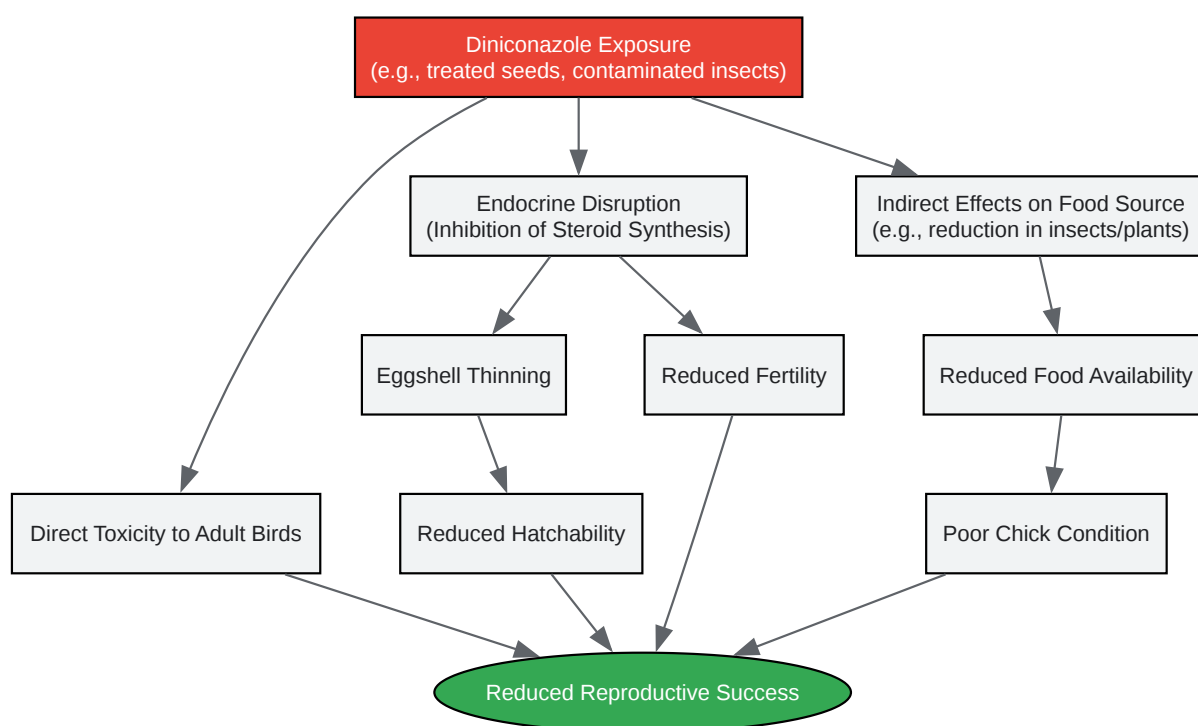 Diniconazole Exposure
(e.g., treated seeds, contaminated insects)
Endocrine Disruption
(Inhibition of Steroid Synthesis)
Indirect Effects on Food Source
(e.g., reduction in insects/plants)
Eggshell Thinning
Reduced Fertility
Reduced Food Availability
Direct Toxicity to Adult Birds
Reduced Hatchability
Poor Chick Condition
Reduced Reproductive Success